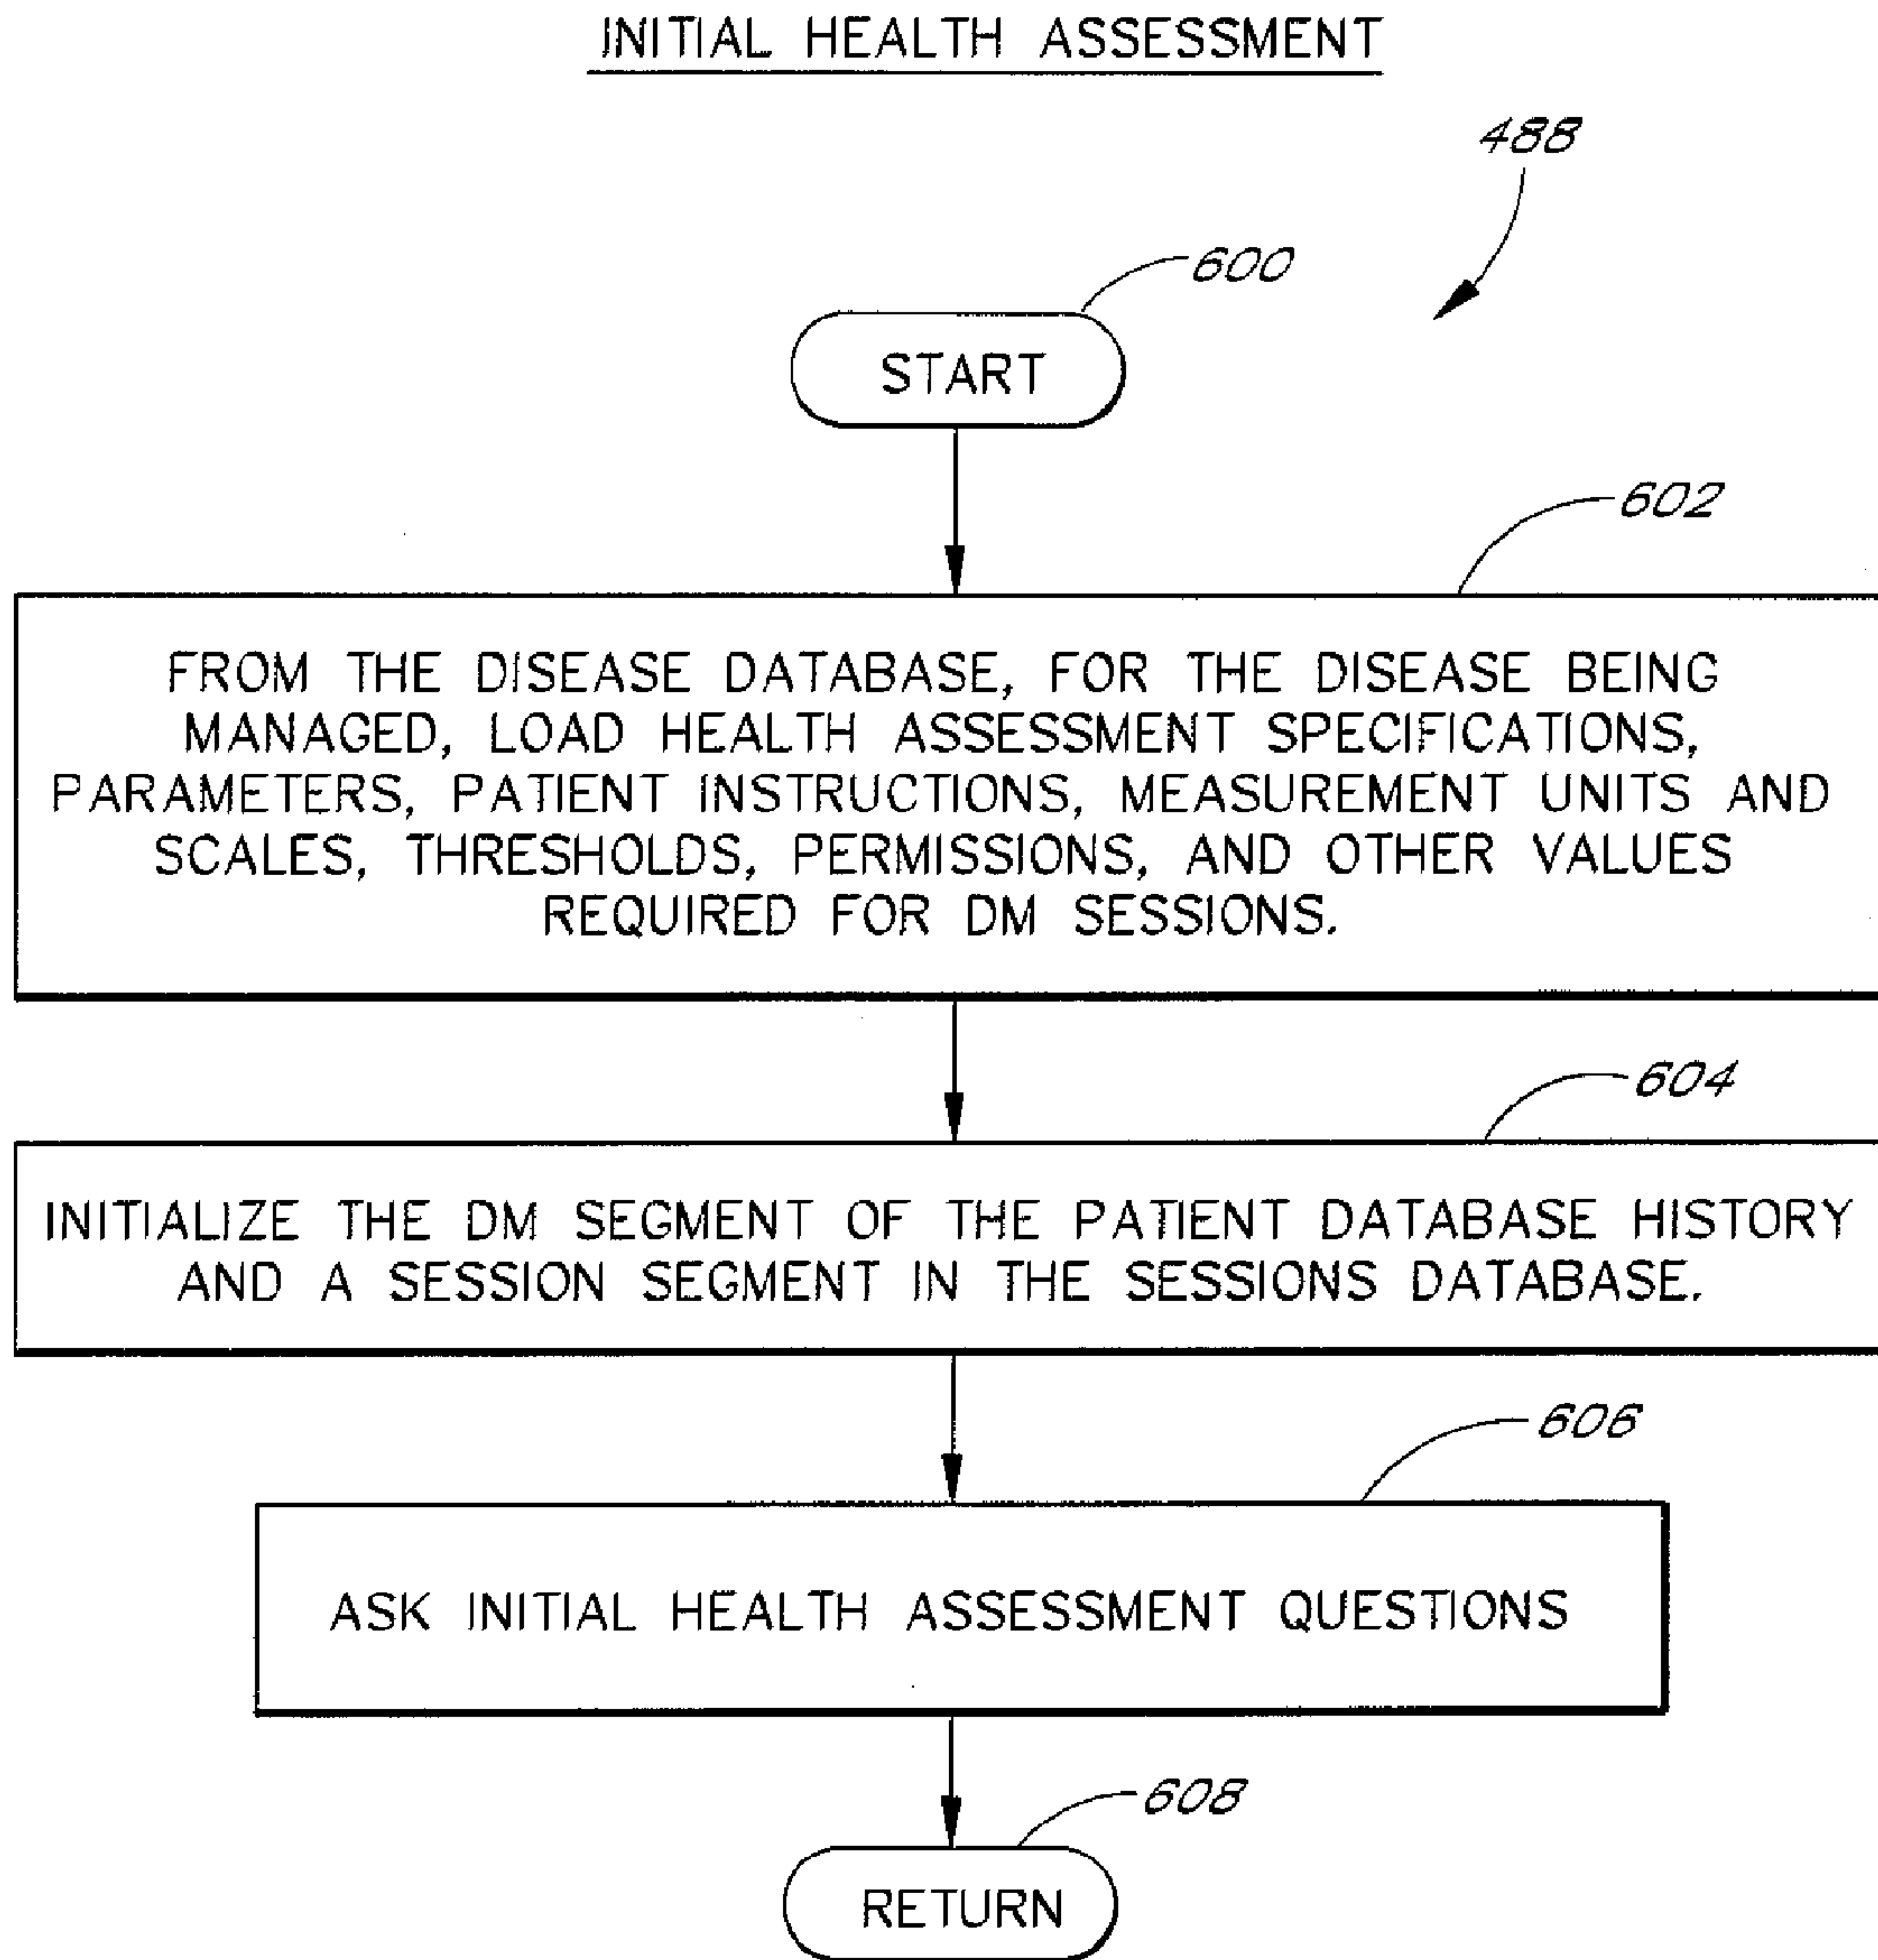 INITIAL HEALTH ASSESSMENT
488
600
START
602
FROM THE DISEASE DATABASE, FOR THE DISEASE BEING
MANAGED, LOAD HEALTH ASSESSMENT SPECIFICATIONS,
PARAMETERS, PATIENT INSTRUCTIONS, MEASUREMENT UNITS AND
SCALES, THRESHOLDS, PERMISSIONS, AND OTHER VALUES
REQUIRED FOR DM SESSIONS.
604
INITIALIZE THE DM SEGMENT OF THE PATIENT DATABASE HISTORY
AND A SESSION SEGMENT IN THE SESSIONS DATABASE.
606
ASK INITIAL HEALTH ASSESSMENT QUESTIONS
608
RETURN